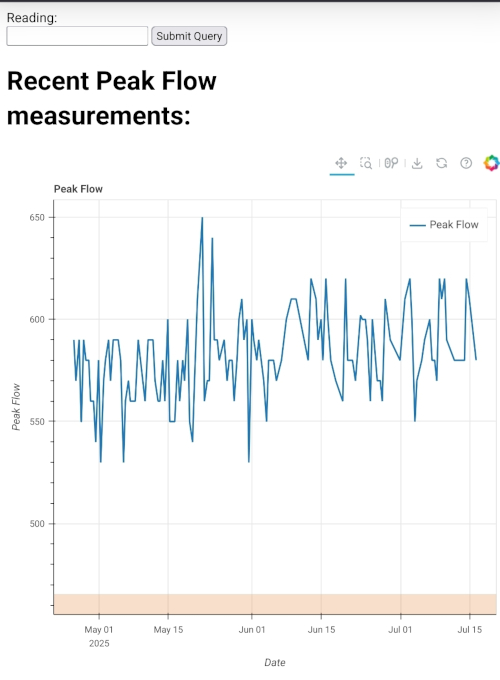 Reading:
Submit Query
Recent Peak Flow
measurements:
Peak Flow
Peak Flow
650
600
550
500
Peak Flow
May 01
2025
May 15
Jun 01
Jun 15
Jul 01
Jul 15
Date